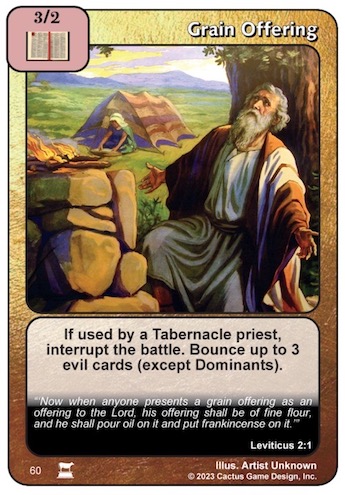 3/2
Grain Offering
If used by a Tabernacle priest,
interrupt the battle. Bounce up to 3
evil cards (except Dominants).
“‘Now when anyone presents a grain offering as an
offering to the Lord, his offering shall be of fine flour,
and he shall pour oil on it and put frankincense on it.’”
Leviticus 2:1
60
Illus. Artist Unknown
© 2023 Cactus Game Design, Inc.